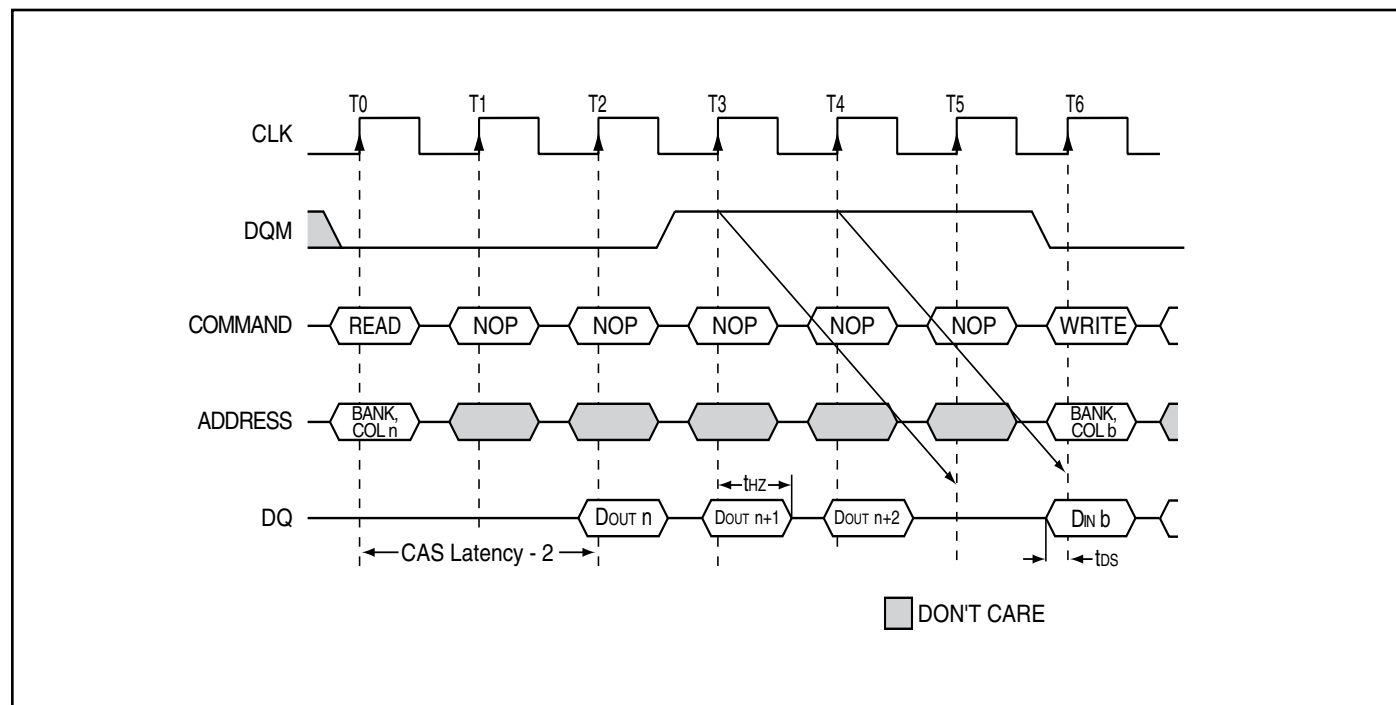 T0 T1 T2 T3 T4 T5 T6
CLK
DQM
COMMAND READ NOP NOP NOP NOP NOP WRITE
ADDRESS BANK, COL n BANK, COL b
tHZ
DQ DOUT n DOUT n+1 DOUT n+2 DIN b
CAS Latency - 2 tDS
DON'T CARE